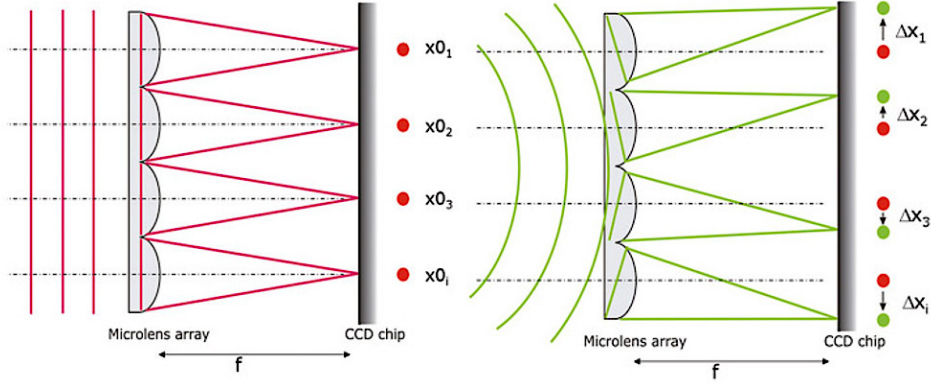 x0₁
x0₂
x0₃
x0ᵢ
Microlens array
CCD chip
f
Δx₁
Δx₂
Δx₃
Δxᵢ
Microlens array
CCD chip
f